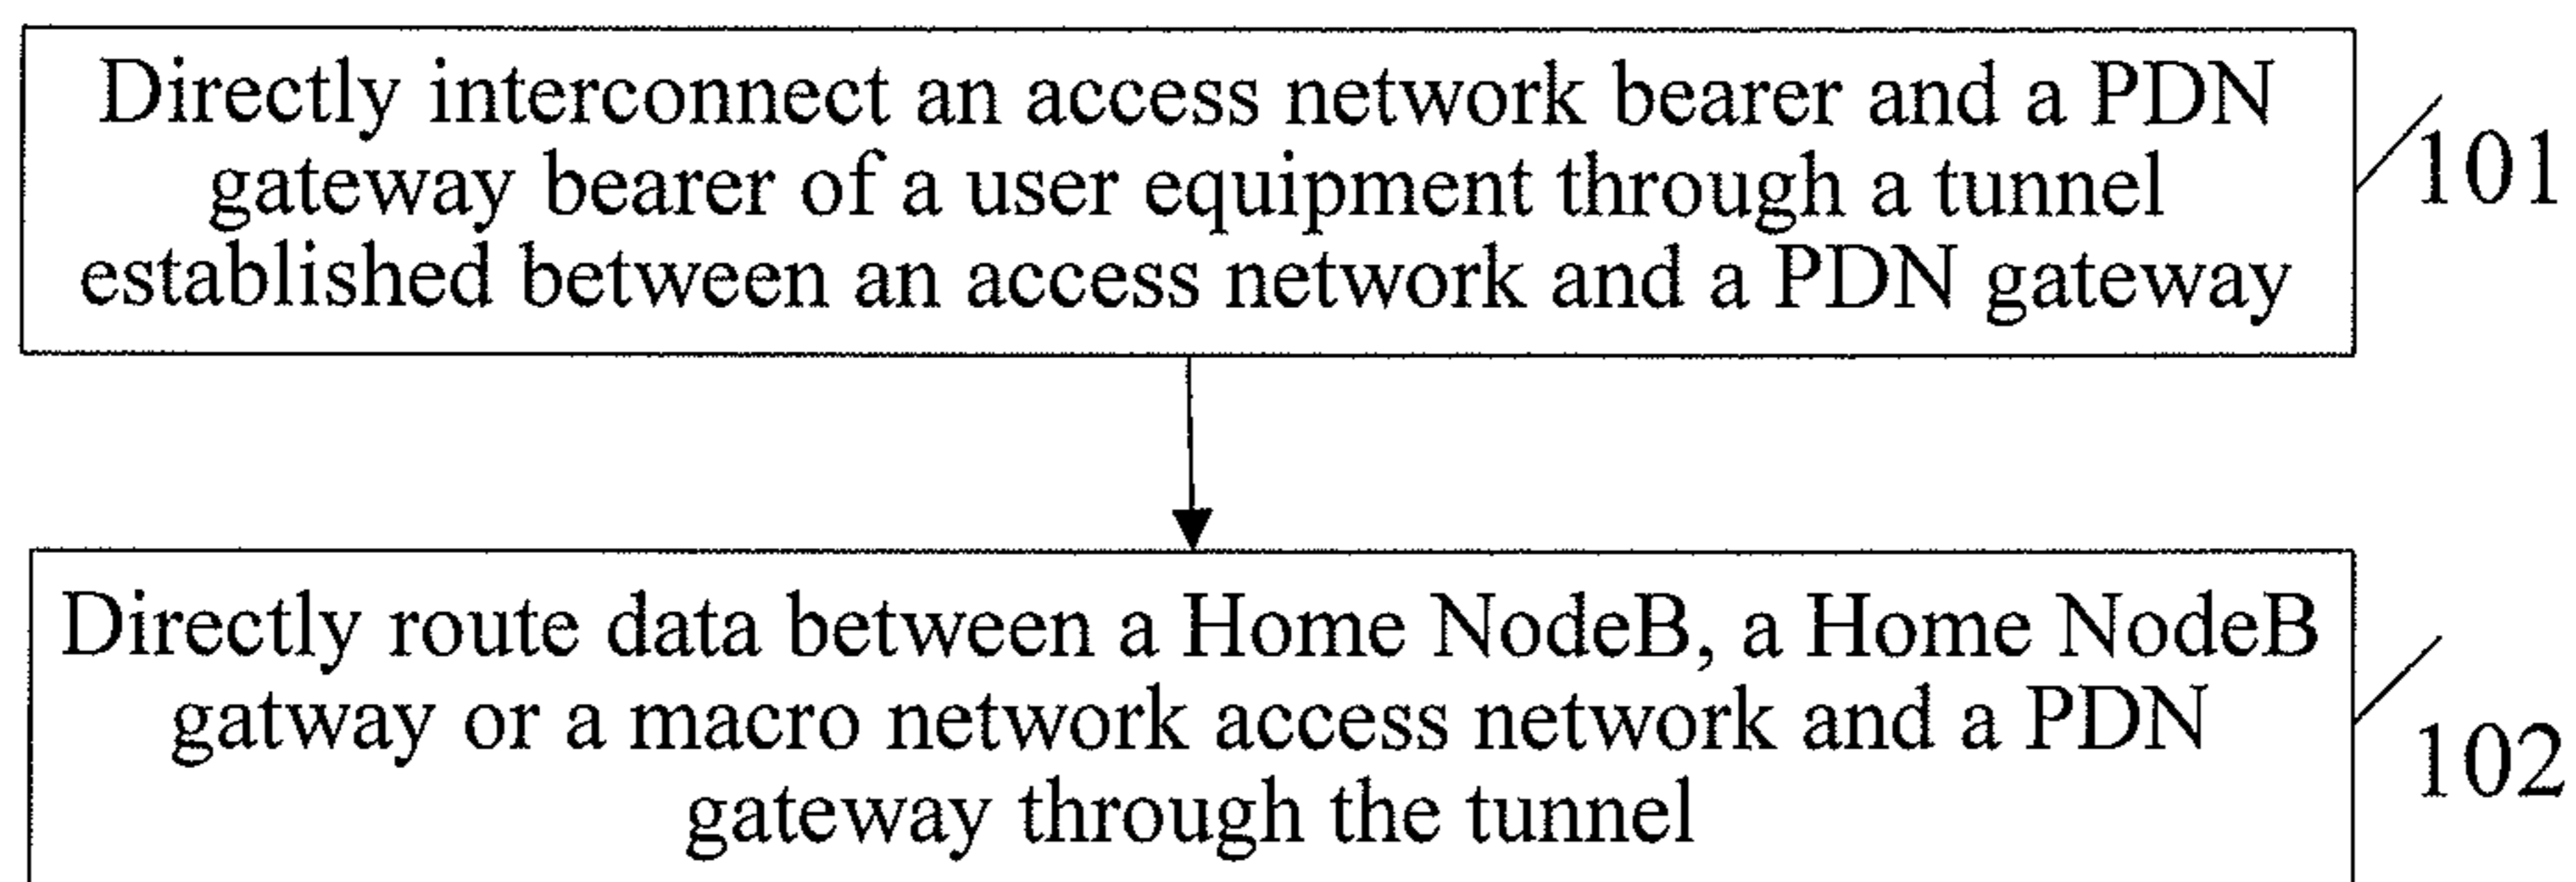 Directly interconnect an access network bearer and a PDN
gateway bearer of a user equipment through a tunnel
established between an access network and a PDN gateway
101
Directly route data between a Home NodeB, a Home NodeB
gatway or a macro network access network and a PDN
gateway through the tunnel
102